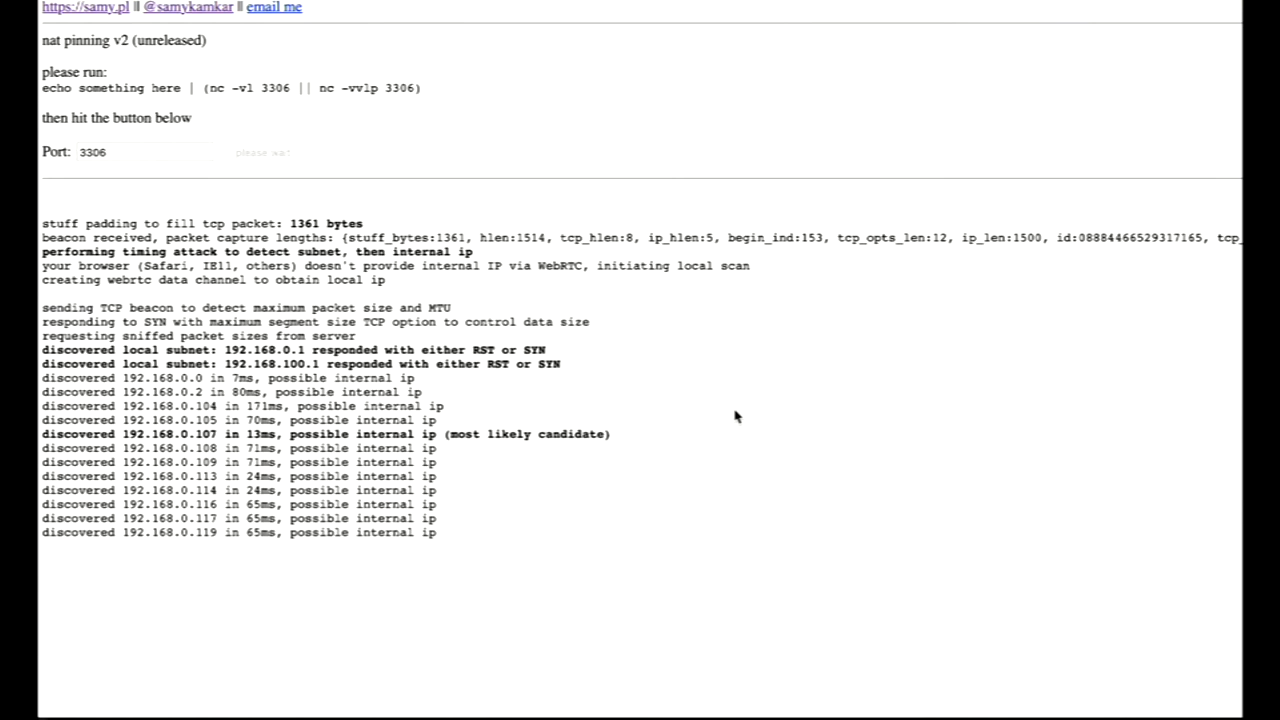 https://samy.pl || @samykamkar || email me
nat pinning v2 (unreleased)
please run:
echo something here | (nc -vl 3306 || nc -vvlp 3306)
then hit the button below
Port: 3306 please wait
stuff padding to fill tcp packet: 1361 bytes
beacon received, packet capture lengths: {stuff_bytes:1361, hlen:1514, tcp_hlen:8, ip_hlen:5, begin_ind:153, tcp_opts_len:12, ip_len:1500, id:08884466529317165, tcp_
performing timing attack to detect subnet, then internal ip
your browser (Safari, IE11, others) doesn't provide internal IP via WebRTC, initiating local scan
creating webrtc data channel to obtain local ip
sending TCP beacon to detect maximum packet size and MTU
responding to SYN with maximum segment size TCP option to control data size
requesting sniffed packet sizes from server
discovered local subnet: 192.168.0.1 responded with either RST or SYN
discovered local subnet: 192.168.100.1 responded with either RST or SYN
discovered 192.168.0.0 in 7ms, possible internal ip
discovered 192.168.0.2 in 80ms, possible internal ip
discovered 192.168.0.104 in 171ms, possible internal ip
discovered 192.168.0.105 in 70ms, possible internal ip
discovered 192.168.0.107 in 13ms, possible internal ip (most likely candidate)
discovered 192.168.0.108 in 71ms, possible internal ip
discovered 192.168.0.109 in 71ms, possible internal ip
discovered 192.168.0.113 in 24ms, possible internal ip
discovered 192.168.0.114 in 24ms, possible internal ip
discovered 192.168.0.116 in 65ms, possible internal ip
discovered 192.168.0.117 in 65ms, possible internal ip
discovered 192.168.0.119 in 65ms, possible internal ip